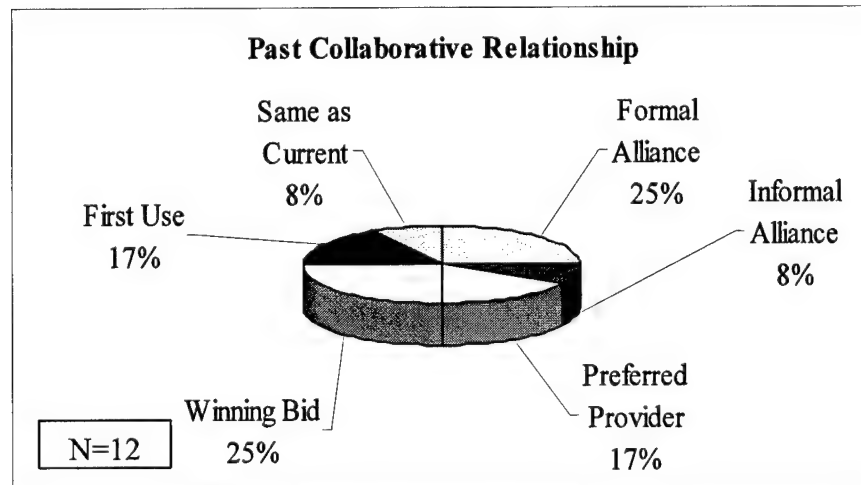 Past Collaborative Relationship
Same as
Current
8%
Formal
Alliance
25%
Informal
Alliance
8%
First Use
17%
Winning Bid
25%
Preferred
Provider
17%
N=12